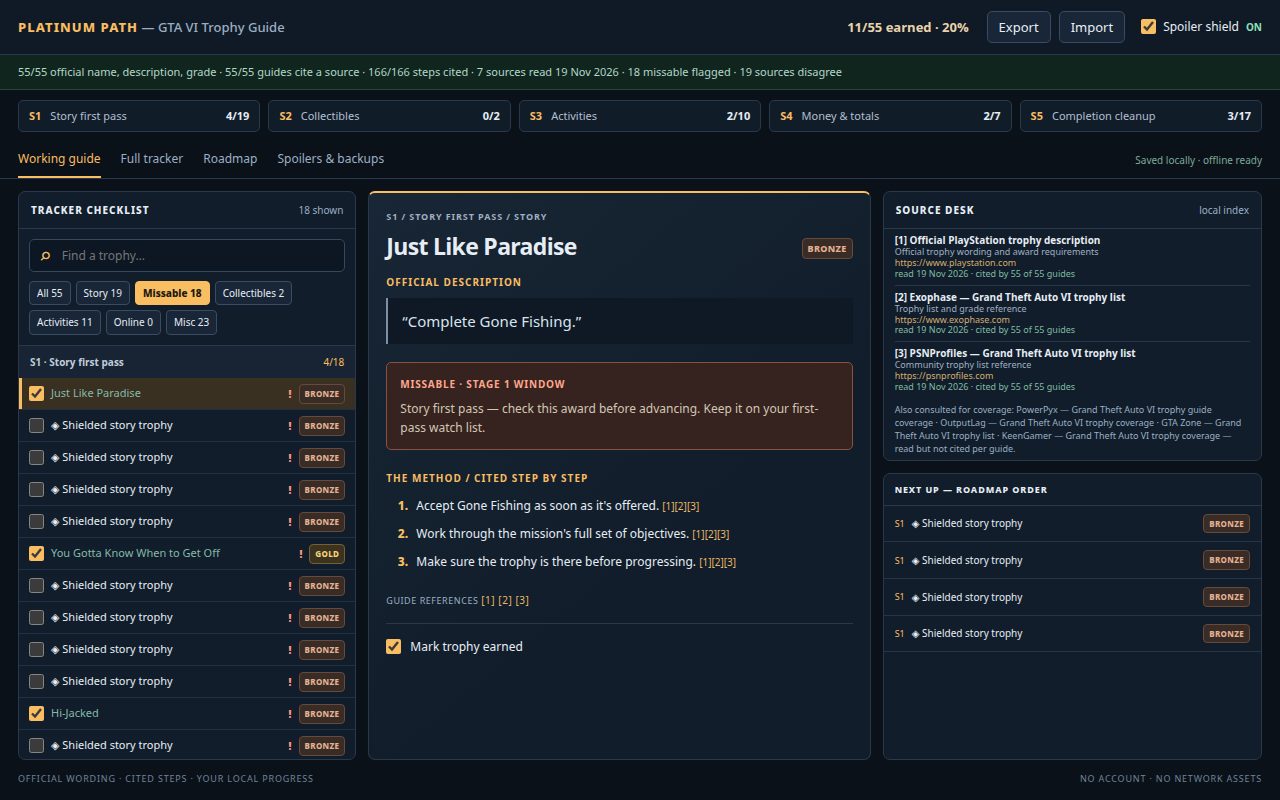 PLATINUM PATH — GTA VI Trophy Guide
11/55 earned · 20%
Export
Import
Spoiler shield ON
55/55 official name, description, grade · 55/55 guides cite a source · 166/166 steps cited · 7 sources read 19 Nov 2026 · 18 missable flagged · 19 sources disagree
S1 Story first pass 4/19
S2 Collectibles 0/2
S3 Activities 2/10
S4 Money & totals 2/7
S5 Completion cleanup 3/17
Working guide
Full tracker
Roadmap
Spoilers & backups
Saved locally · offline ready
TRACKER CHECKLIST 18 shown
Find a trophy...
All 55
Story 19
Missable 18
Collectibles 2
Activities 11
Online 0
Misc 23
S1 · Story first pass 4/18
Just Like Paradise ! BRONZE
◈ Shielded story trophy ! BRONZE
◈ Shielded story trophy ! BRONZE
◈ Shielded story trophy ! BRONZE
◈ Shielded story trophy ! BRONZE
You Gotta Know When to Get Off ! GOLD
◈ Shielded story trophy ! BRONZE
◈ Shielded story trophy ! BRONZE
◈ Shielded story trophy ! BRONZE
◈ Shielded story trophy ! BRONZE
Hi-Jacked ! BRONZE
◈ Shielded story trophy ! BRONZE
S1 / STORY FIRST PASS / STORY
Just Like Paradise BRONZE
OFFICIAL DESCRIPTION
“Complete Gone Fishing.”
MISSABLE · STAGE 1 WINDOW
Story first pass — check this award before advancing. Keep it on your first-
pass watch list.
THE METHOD / CITED STEP BY STEP
1. Accept Gone Fishing as soon as it's offered. [1][2][3]
2. Work through the mission's full set of objectives. [1][2][3]
3. Make sure the trophy is there before progressing. [1][2][3]
GUIDE REFERENCES [1] [2] [3]
Mark trophy earned
SOURCE DESK local index
[1] Official PlayStation trophy description
Official trophy wording and award requirements
https://www.playstation.com
read 19 Nov 2026 · cited by 55 of 55 guides
[2] Exophase — Grand Theft Auto VI trophy list
Trophy list and grade reference
https://www.exophase.com
read 19 Nov 2026 · cited by 55 of 55 guides
[3] PSNProfiles — Grand Theft Auto VI trophy list
Community trophy list reference
https://psnprofiles.com
read 19 Nov 2026 · cited by 55 of 55 guides
Also consulted for coverage: PowerPyx — Grand Theft Auto VI trophy guide
coverage · OutputLag — Grand Theft Auto VI trophy coverage · GTA Zone — Grand
Theft Auto VI trophy list · KeenGamer — Grand Theft Auto VI trophy coverage —
read but not cited per guide.
NEXT UP — ROADMAP ORDER
S1 ◈ Shielded story trophy BRONZE
S1 ◈ Shielded story trophy BRONZE
S1 ◈ Shielded story trophy BRONZE
S1 ◈ Shielded story trophy BRONZE
OFFICIAL WORDING · CITED STEPS · YOUR LOCAL PROGRESS
NO ACCOUNT · NO NETWORK ASSETS